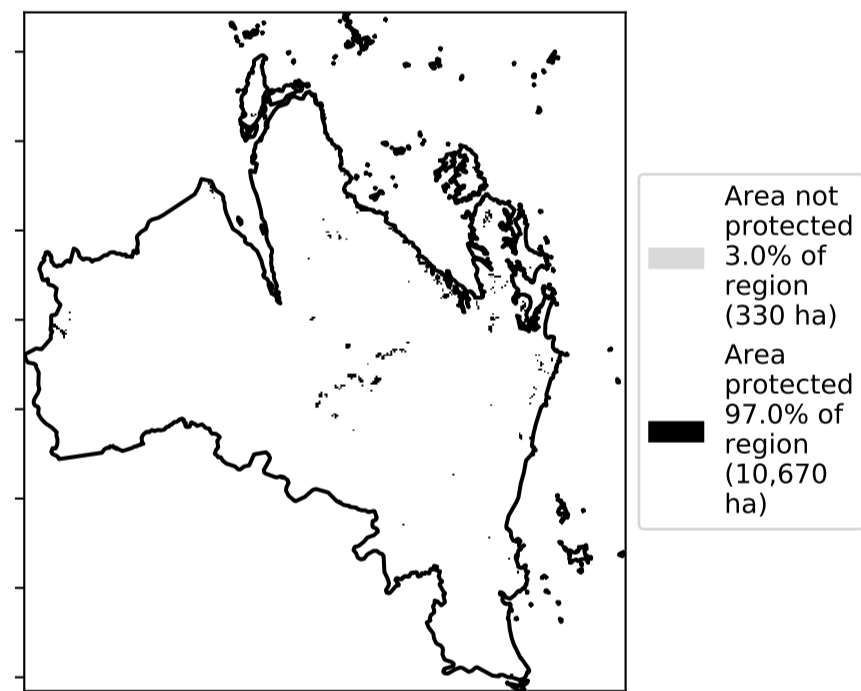 Area not
protected
3.0% of
region
(330 ha)
Area
protected
97.0% of
region
(10,670
ha)